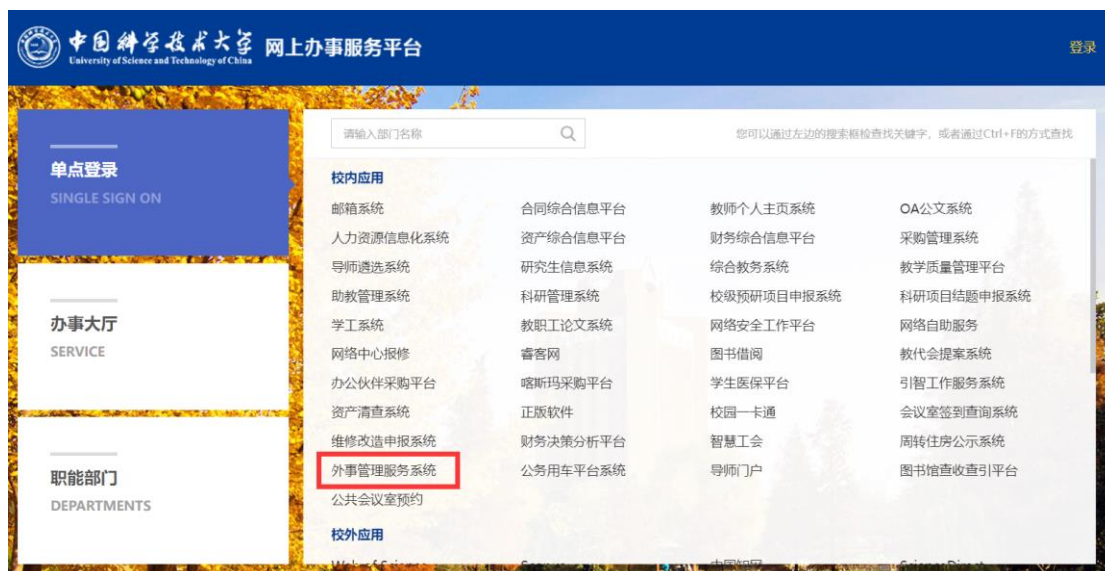 中国科学技术大学 网上办事服务平台
University of Science and Technology of China
登录
单点登录
SINGLE SIGN ON
办事大厅
SERVICE
职能部门
DEPARTMENTS
请输入部门名称
您可以通过左边的搜索框检查找关键字，或者通过Ctrl+F的方式查找
校内应用
邮箱系统 合同综合信息平台 教师个人主页系统 OA公文系统
人力资源信息化系统 资产综合信息平台 财务综合信息平台 采购管理系统
导师遴选系统 研究生信息系统 综合教务系统 教学质量管理平台
助教管理系统 科研管理系统 校级预研项目申报系统 科研项目结题申报系统
学工系统 教职工论文系统 网络安全工作平台 网络自助服务
网络中心报修 睿客网 图书借阅 教代会提案系统
办公伙伴采购平台 喀斯玛采购平台 学生医保平台 引智工作服务系统
资产清查系统 正版软件 校园一卡通 会议室签到查询系统
维修改造申报系统 财务决策分析平台 智慧工会 周转住房公示系统
外事管理服务系统 公务用车平台系统 导师门户 图书馆查收查引平台
公共会议室预约
校外应用
Web of Science 中国知网 ScienceDirect